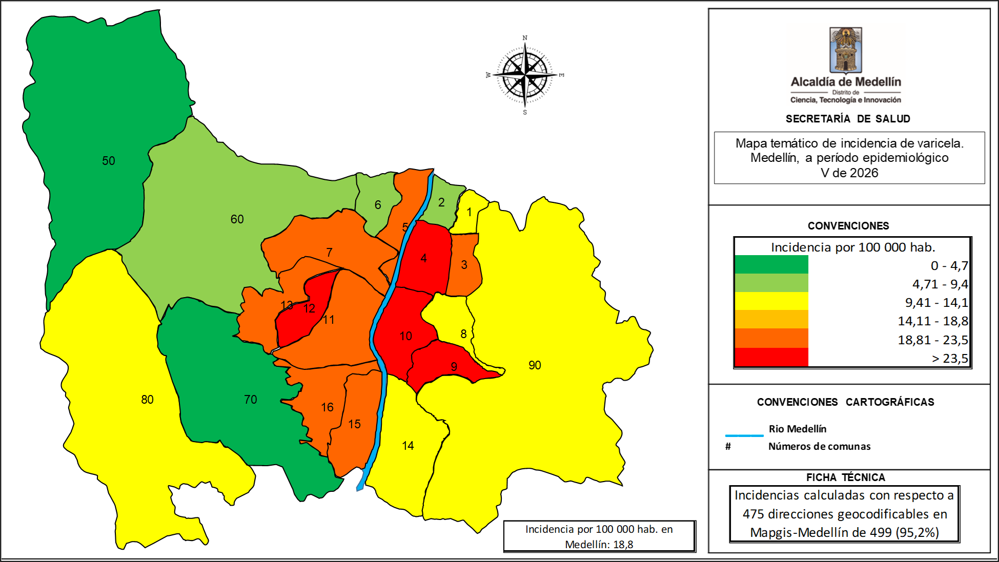 N
W
E
S
50
60
6
5
2
1
7
4
3
13
12
11
10
8
9
90
80
70
16
15
14
Incidencia por 100 000 hab. en
Medellín: 18,8
Alcaldía de Medellín
Distrito de
Ciencia, Tecnología e Innovación
SECRETARÍA DE SALUD
Mapa temático de incidencia de varicela.
Medellín, a período epidemiológico
V de 2026
CONVENCIONES
Incidencia por 100 000 hab.
0 - 4,7
4,71 - 9,4
9,41 - 14,1
14,11 - 18,8
18,81 - 23,5
> 23,5
CONVENCIONES CARTOGRÁFICAS
Rio Medellín
# Números de comunas
FICHA TÉCNICA
Incidencias calculadas con respecto a
475 direcciones geocodificables en
Mapgis-Medellín de 499 (95,2%)